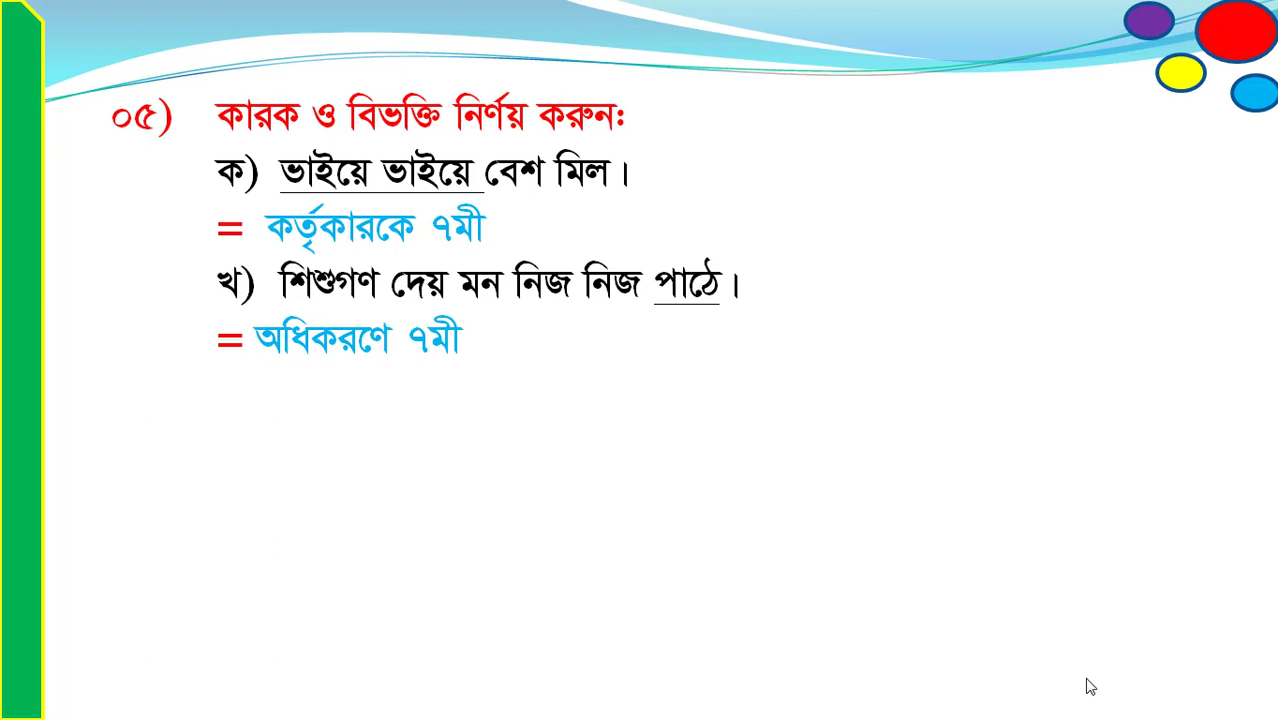 ০৫) কারক ও বিভক্তি নির্ণয় করুন:
ক) ভাইয়ে ভাইয়ে বেশ মিল।
= কর্তৃকারকে ৭মী
খ) শিশুগণ দেয় মন নিজ নিজ পাঠে।
= অধিকরণে ৭মী